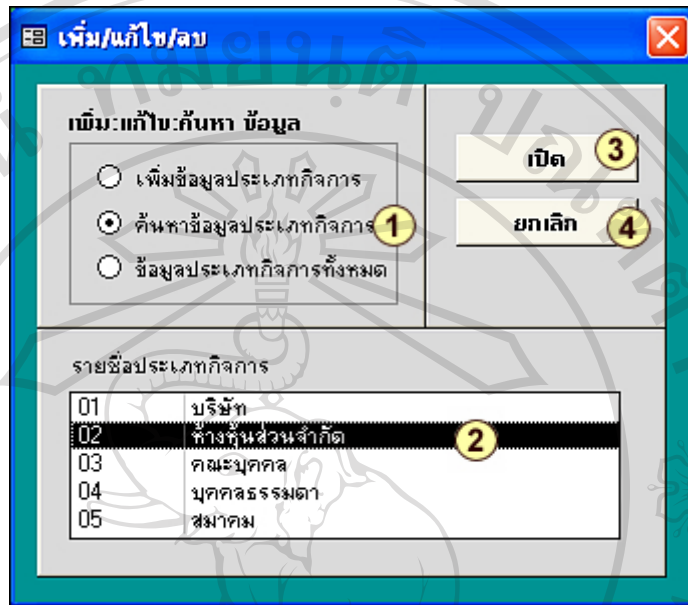 เพิ่ม/แก้ไข/ลบ
เพิ่ม:แก้ไข:ค้นหา ข้อมูล
เพิ่มข้อมูลประเภทกิจการ
ค้นหาข้อมูลประเภทกิจการ 1
ข้อมูลประเภทกิจการทั้งหมด
เปิด 3
ยกเลิก 4
รายชื่อประเภทกิจการ
01 บริษัท
02 ห้างหุ้นส่วนจำกัด 2
03 คณะบุคคล
04 บุคคลธรรมดา
05 สมาคม